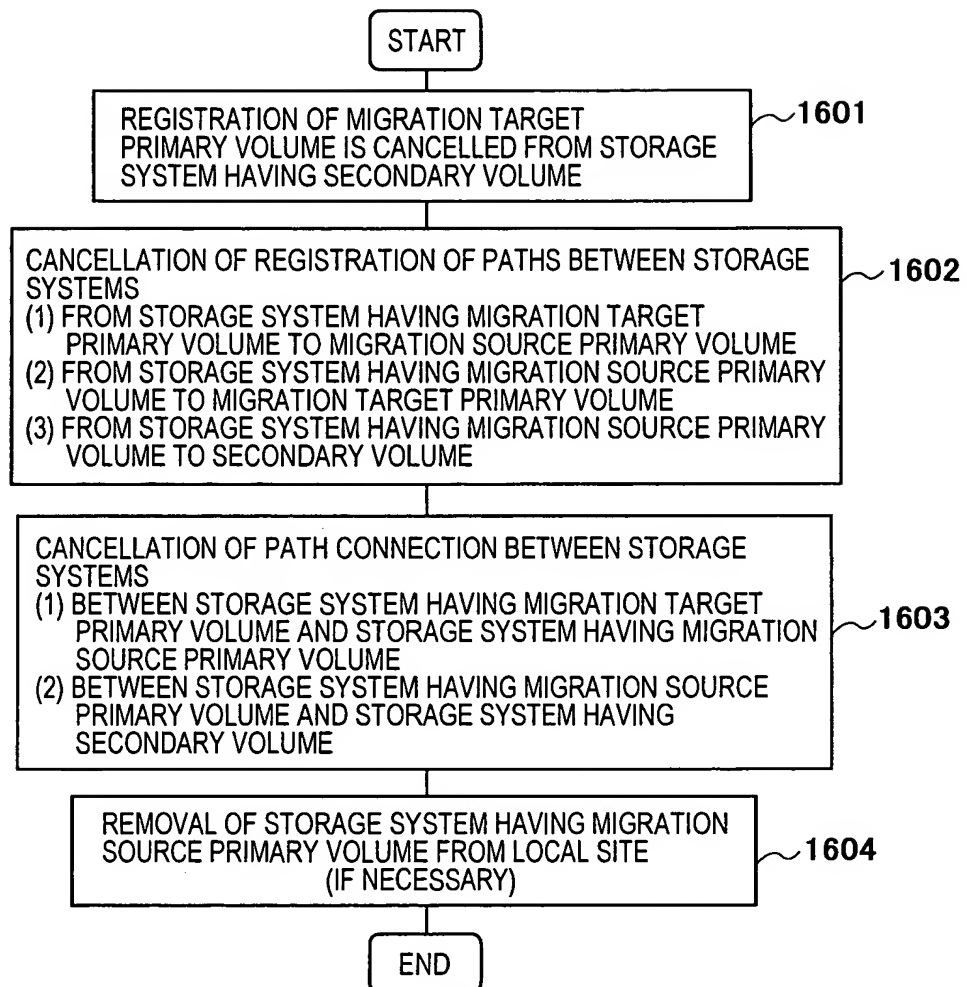 START
REGISTRATION OF MIGRATION TARGET
PRIMARY VOLUME IS CANCELLED FROM STORAGE
SYSTEM HAVING SECONDARY VOLUME
1601
CANCELLATION OF REGISTRATION OF PATHS BETWEEN STORAGE
SYSTEMS
(1) FROM STORAGE SYSTEM HAVING MIGRATION TARGET
PRIMARY VOLUME TO MIGRATION SOURCE PRIMARY VOLUME
(2) FROM STORAGE SYSTEM HAVING MIGRATION SOURCE PRIMARY
VOLUME TO MIGRATION TARGET PRIMARY VOLUME
(3) FROM STORAGE SYSTEM HAVING MIGRATION SOURCE PRIMARY
VOLUME TO SECONDARY VOLUME
1602
CANCELLATION OF PATH CONNECTION BETWEEN STORAGE
SYSTEMS
(1) BETWEEN STORAGE SYSTEM HAVING MIGRATION TARGET
PRIMARY VOLUME AND STORAGE SYSTEM HAVING MIGRATION
SOURCE PRIMARY VOLUME
(2) BETWEEN STORAGE SYSTEM HAVING MIGRATION SOURCE
PRIMARY VOLUME AND STORAGE SYSTEM HAVING
SECONDARY VOLUME
1603
REMOVAL OF STORAGE SYSTEM HAVING MIGRATION
SOURCE PRIMARY VOLUME FROM LOCAL SITE
(IF NECESSARY)
1604
END